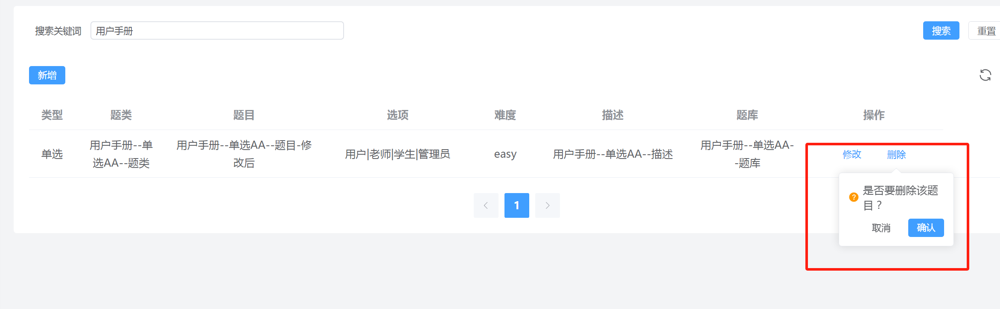 搜索关键词 用户手册 搜索 重置
新增
类型 题类 题目 选项 难度 描述 题库 操作
单选 用户手册--单 用户手册--单选AA--题目-修 用户|老师|学生|管理员 easy 用户手册--单选AA--描述 用户手册--单选AA- 修改 删除
选AA--题类 改后 -题库
1
是否要删除该题
目？
取消 确认